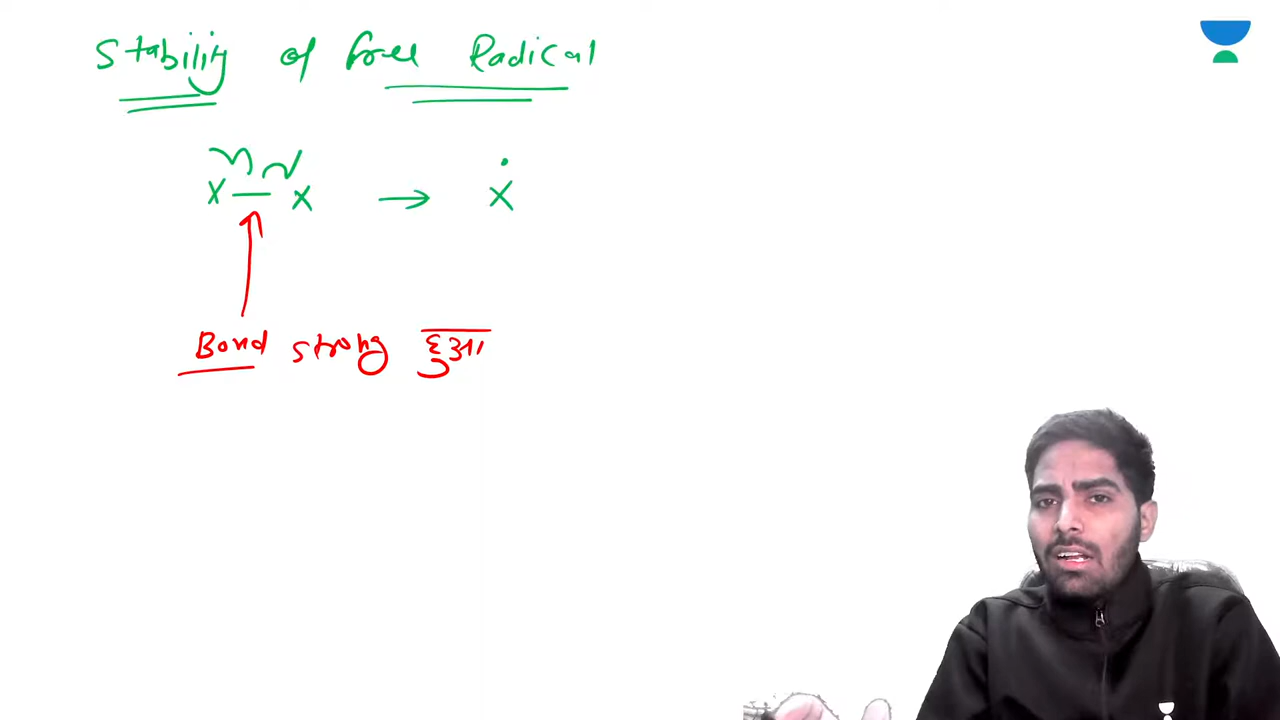 Stability of free Radical
X — X → Ẋ
Bond strong हुआ